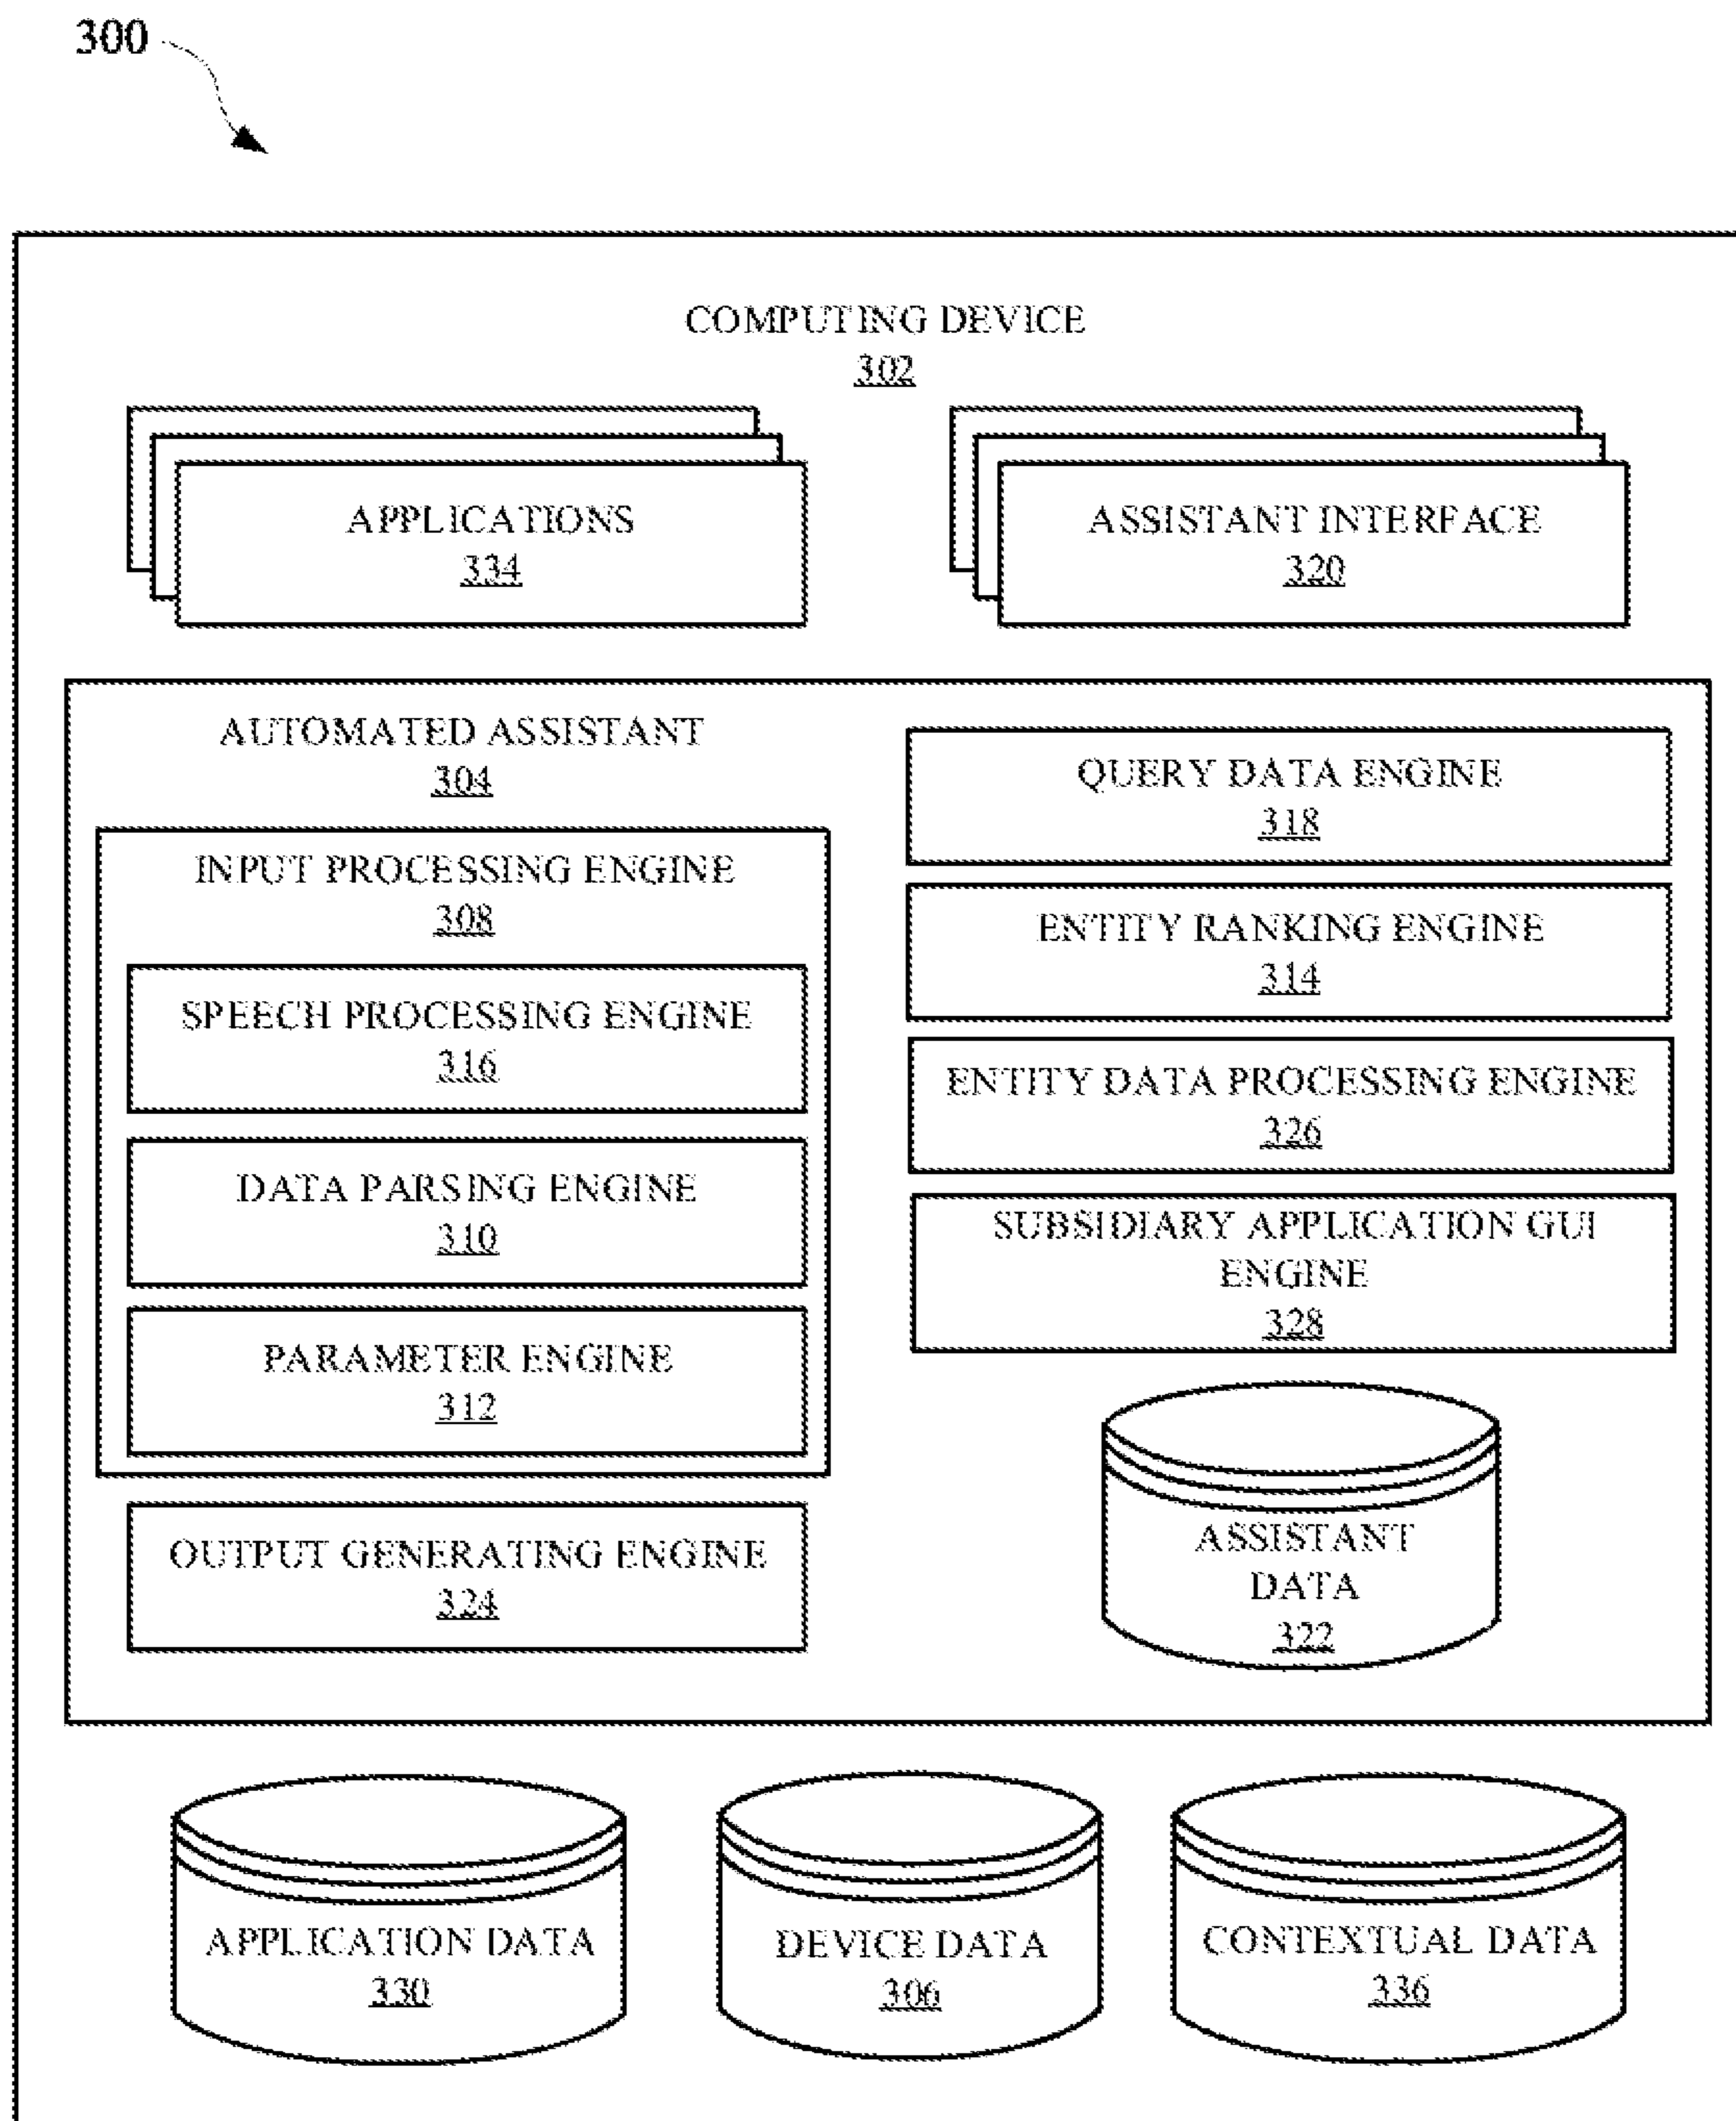 300
COMPUTING DEVICE
302
APPLICATIONS
334
ASSISTANT INTERFACE
320
AUTOMATED ASSISTANT
304
INPUT PROCESSING ENGINE
308
SPEECH PROCESSING ENGINE
316
DATA PARSING ENGINE
310
PARAMETER ENGINE
312
OUTPUT GENERATING ENGINE
324
QUERY DATA ENGINE
318
ENTITY RANKING ENGINE
314
ENTITY DATA PROCESSING ENGINE
326
SUBSIDIARY APPLICATION GUI
ENGINE
328
ASSISTANT
DATA
322
APPLICATION DATA
330
DEVICE DATA
306
CONTEXTUAL DATA
336